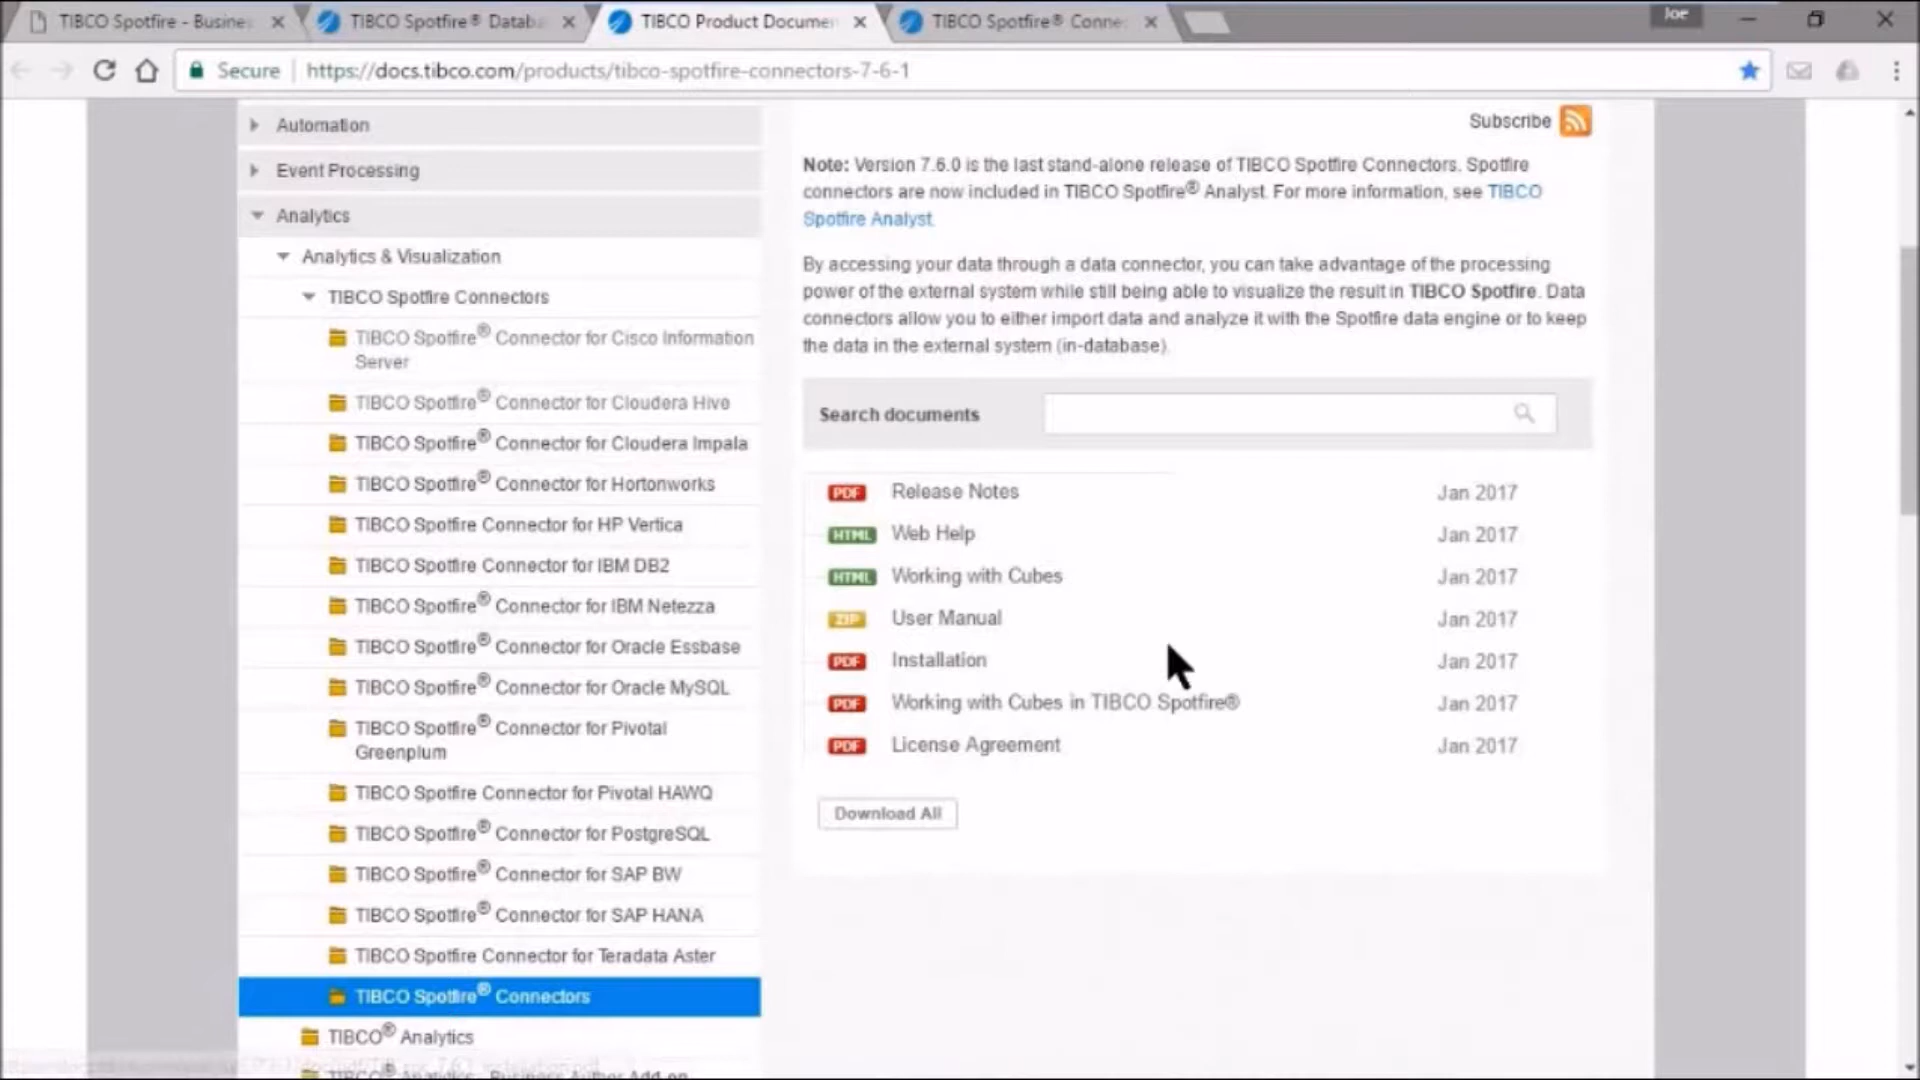 TIBCO Spotfire - Busine
TIBCO Spotfire® Databa
TIBCO Product Documen
TIBCO Spotfire® Connec
Joe
Secure
https://docs.tibco.com/products/tibco-spotfire-connectors-7-6-1
Automation
Event Processing
Analytics
Analytics & Visualization
TIBCO Spotfire Connectors
TIBCO Spotfire® Connector for Cisco Information
Server
TIBCO Spotfire® Connector for Cloudera Hive
TIBCO Spotfire® Connector for Cloudera Impala
TIBCO Spotfire® Connector for Hortonworks
TIBCO Spotfire Connector for HP Vertica
TIBCO Spotfire Connector for IBM DB2
TIBCO Spotfire® Connector for IBM Netezza
TIBCO Spotfire® Connector for Oracle Essbase
TIBCO Spotfire® Connector for Oracle MySQL
TIBCO Spotfire® Connector for Pivotal
Greenplum
TIBCO Spotfire Connector for Pivotal HAWQ
TIBCO Spotfire® Connector for PostgreSQL
TIBCO Spotfire® Connector for SAP BW
TIBCO Spotfire® Connector for SAP HANA
TIBCO Spotfire Connector for Teradata Aster
TIBCO Spotfire® Connectors
TIBCO® Analytics
TIBCO® Analytics - Business Author Add-on
Subscribe
Note: Version 7.6.0 is the last stand-alone release of TIBCO Spotfire Connectors. Spotfire
connectors are now included in TIBCO Spotfire® Analyst. For more information, see TIBCO
Spotfire Analyst.
By accessing your data through a data connector, you can take advantage of the processing
power of the external system while still being able to visualize the result in TIBCO Spotfire. Data
connectors allow you to either import data and analyze it with the Spotfire data engine or to keep
the data in the external system (in-database).
Search documents
PDF Release Notes Jan 2017
HTML Web Help Jan 2017
HTML Working with Cubes Jan 2017
ZIP User Manual Jan 2017
PDF Installation Jan 2017
PDF Working with Cubes in TIBCO Spotfire® Jan 2017
PDF License Agreement Jan 2017
Download All